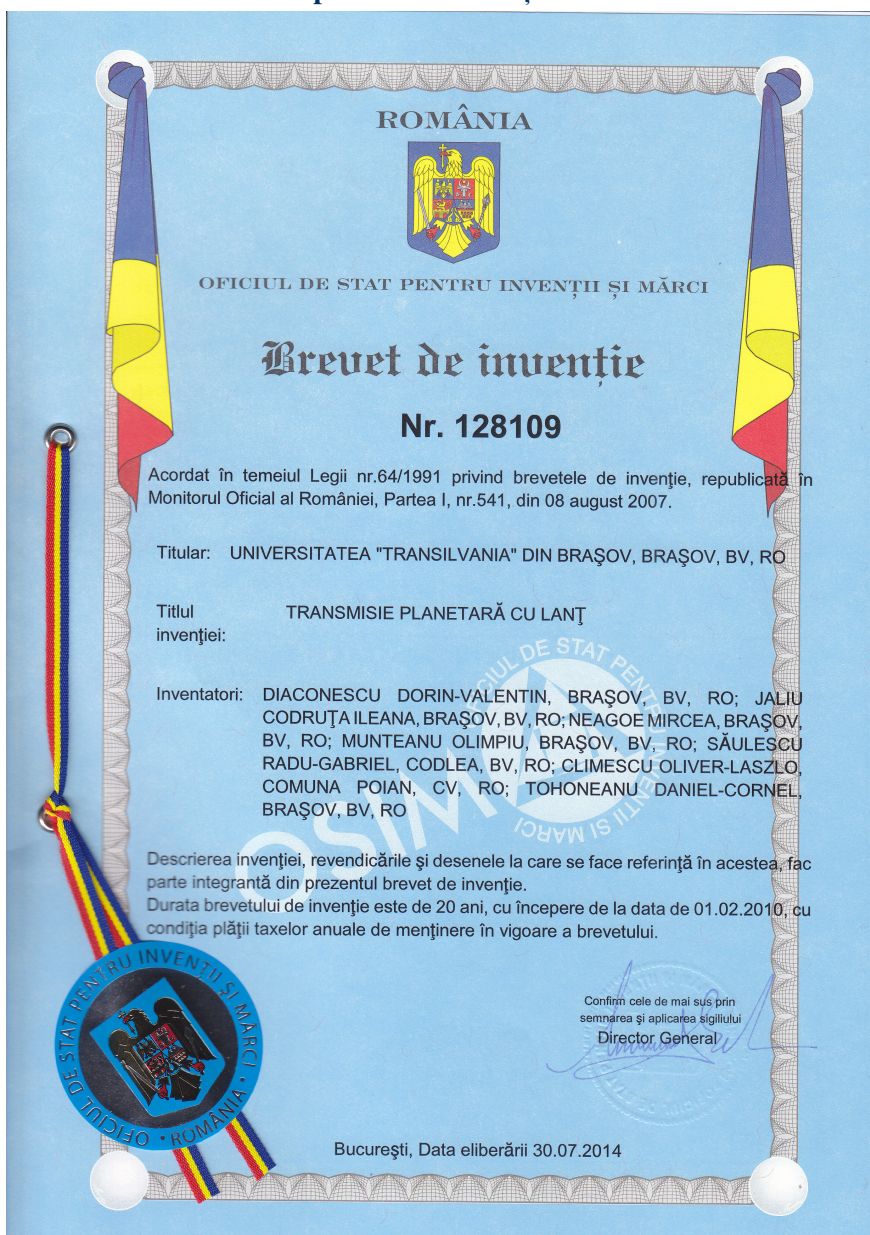 ROMÂNIA
OFICIUL DE STAT PENTRU INVENŢII ŞI MĂRCI
Brevet de invenţie
Nr. 128109
Acordat în temeiul Legii nr.64/1991 privind brevetele de invenţie, republicată în
Monitorul Oficial al României, Partea I, nr.541, din 08 august 2007.
Titular: UNIVERSITATEA "TRANSILVANIA" DIN BRAŞOV, BRAŞOV, BV, RO
Titlul TRANSMISIE PLANETARĂ CU LANŢ
invenţiei:
Inventatori: DIACONESCU DORIN-VALENTIN, BRAŞOV, BV, RO; JALIU
CODRUŢA ILEANA, BRAŞOV, BV, RO; NEAGOE MIRCEA, BRAŞOV,
BV, RO; MUNTEANU OLIMPIU, BRAŞOV, BV, RO; SĂULESCU
RADU-GABRIEL, CODLEA, BV, RO; CLIMESCU OLIVER-LASZLO,
COMUNA POIAN, CV, RO; TOHONEANU DANIEL-CORNEL,
BRAŞOV, BV, RO
OFICIUL DE STAT PENTRU INVENTII SI MARCI
OSIM
Descrierea invenţiei, revendicările şi desenele la care se face referinţă în acestea, fac
parte integrantă din prezentul brevet de invenţie.
Durata brevetului de invenţie este de 20 ani, cu începere de la data de 01.02.2010, cu
condiţia plăţii taxelor anuale de menţinere în vigoare a brevetului.
OFICIUL DE STAT PENTRU INVENŢII ŞI MĂRCI • ROMÂNIA •
Confirm cele de mai sus prin
semnarea şi aplicarea sigiliului
Director General
Bucureşti, Data eliberării 30.07.2014